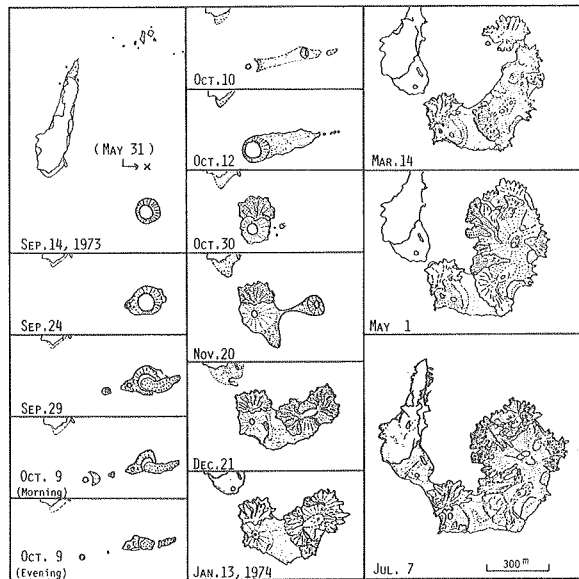 (MAY 31)
SEP.14, 1973
SEP.24
SEP.29
OCT. 9
(MORNING)
OCT. 9
(EVENING)
OCT.10
OCT.12
OCT.30
NOV.20
DEC.21
JAN.13, 1974
MAR.14
MAY 1
JUL. 7
300 m